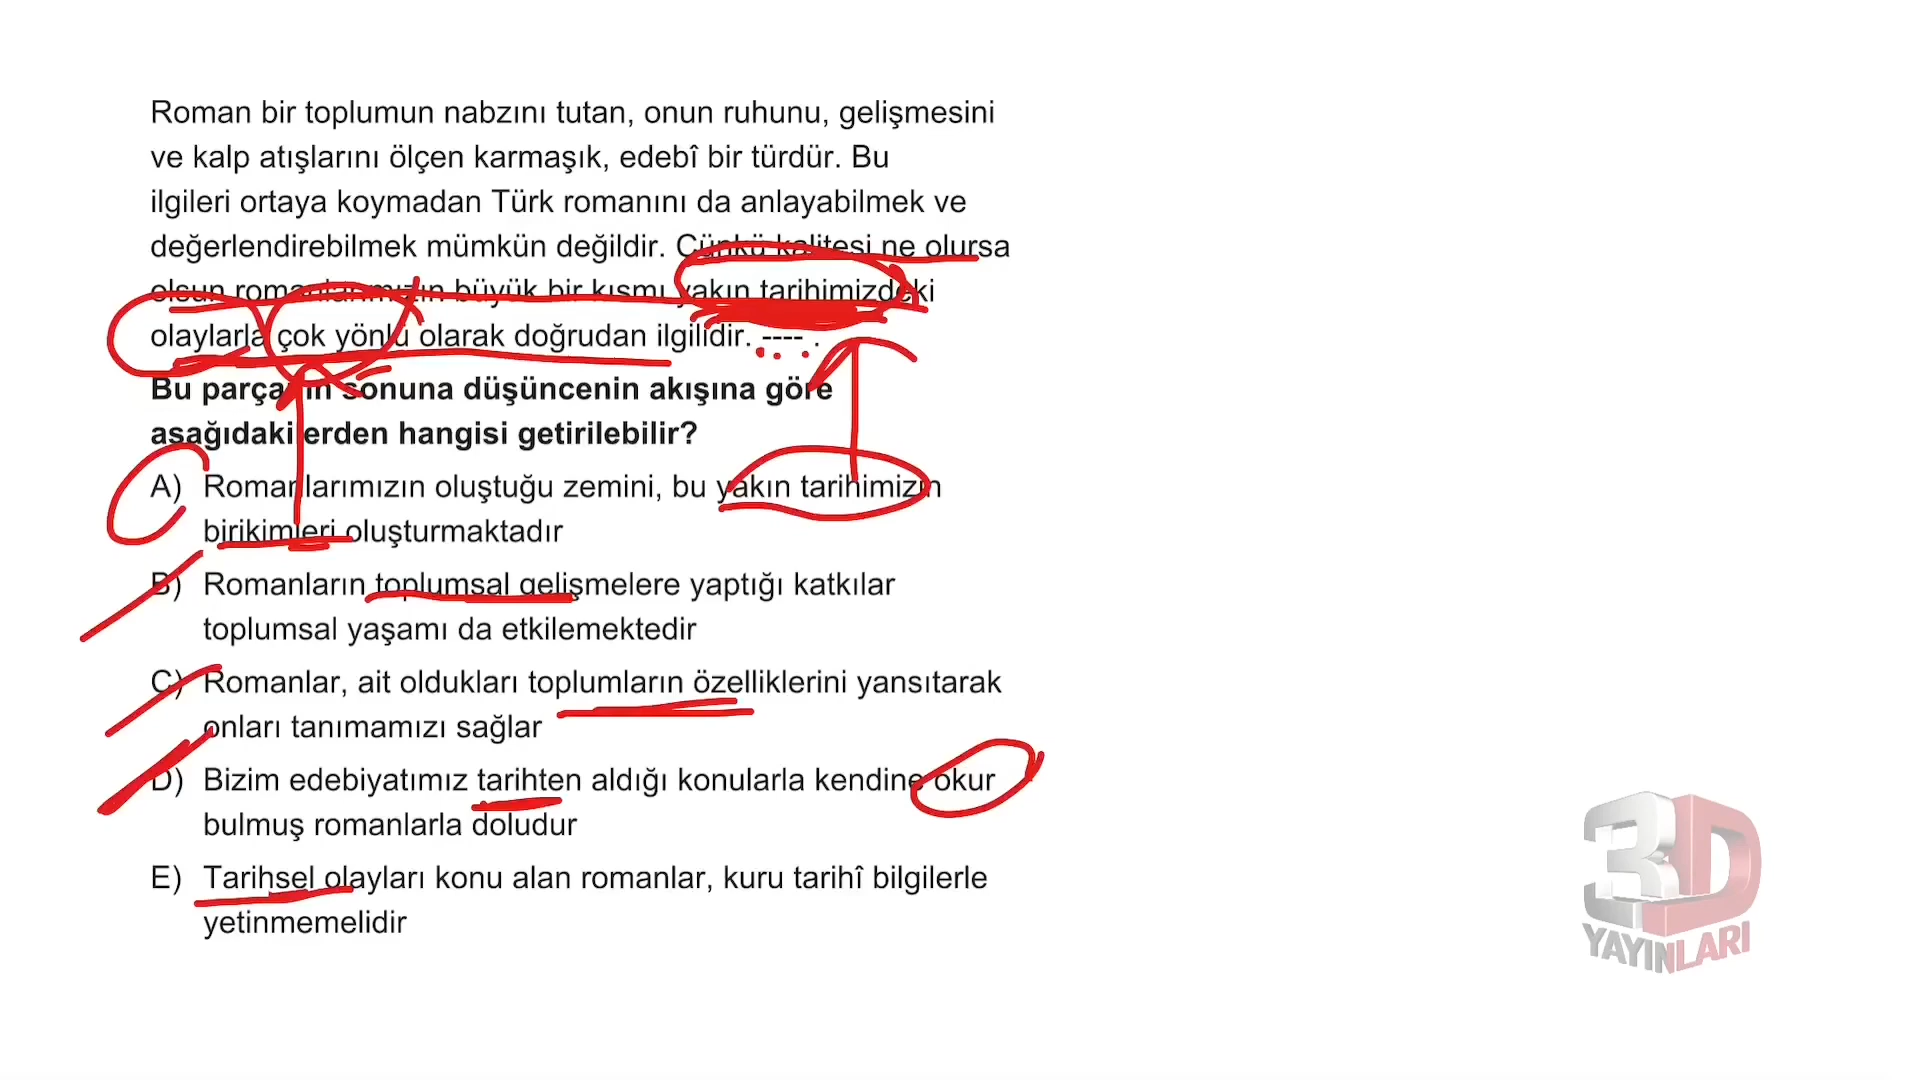 Roman bir toplumun nabzını tutan, onun ruhunu, gelişmesini
ve kalp atışlarını ölçen karmaşık, edebî bir türdür. Bu
ilgileri ortaya koymadan Türk romanını da anlayabilmek ve
değerlendirebilmek mümkün değildir. Çünkü kalitesi ne olursa
olsun romanlarımızın büyük bir kısmı yakın tarihimizdeki
olaylarla çok yönlü olarak doğrudan ilgilidir. ---- .
Bu parçanın sonuna düşüncenin akışına göre
aşağıdakilerden hangisi getirilebilir?
A) Romanlarımızın oluştuğu zemini, bu yakın tarihimizin
birikimleri oluşturmaktadır
B) Romanların toplumsal gelişmelere yaptığı katkılar
toplumsal yaşamı da etkilemektedir
C) Romanlar, ait oldukları toplumların özelliklerini yansıtarak
onları tanımamızı sağlar
D) Bizim edebiyatımız tarihten aldığı konularla kendine okur
bulmuş romanlarla doludur
E) Tarihsel olayları konu alan romanlar, kuru tarihî bilgilerle
yetinmemelidir
3D
YAYINLARI